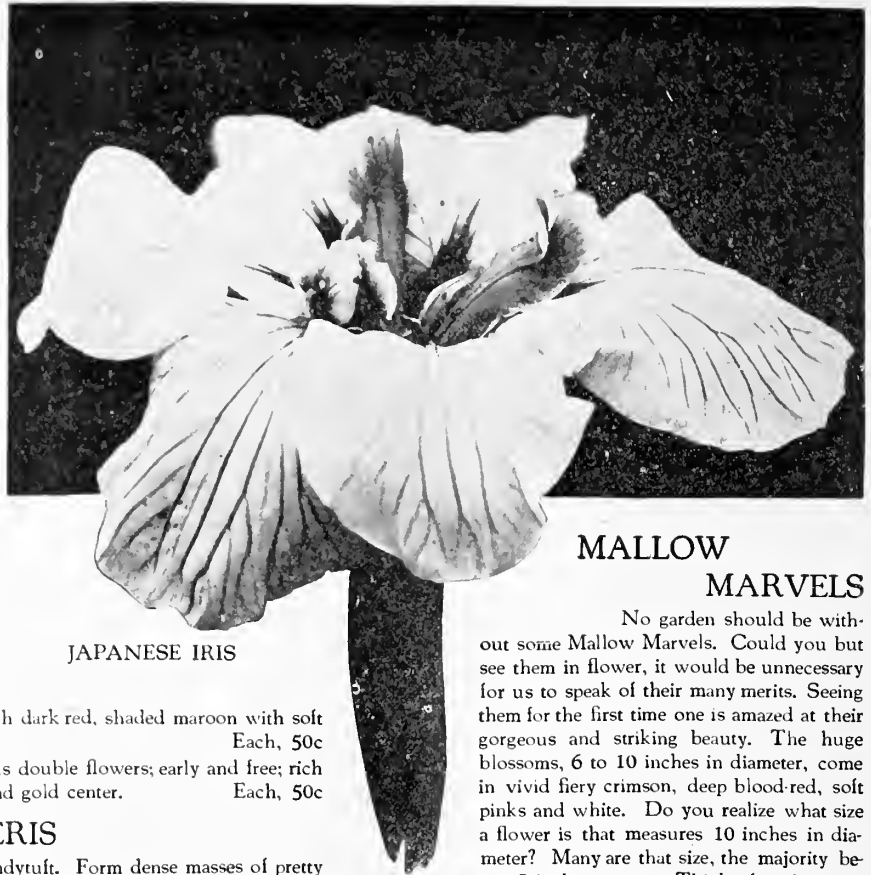 JAPANESE IRIS
dark red, shaded maroon with soft
Each, 50c
double flowers; early and free; rich
gold center. Each, 50c
Form dense masses of pretty
MALLOW
MARVELS
No garden should be with-
out some Mallow Marvels. Could you but
see them in flower, it would be unnecessary
for us to speak of their many merits. Seeing
them for the first time one is amazed at their
gorgeous and striking beauty. The huge
blossoms, 6 to 10 inches in diameter, come
in vivid fiery crimson, deep blood-red, soft
pinks and white. Do you realize what size
a flower is that measures 10 inches in dia-
meter? Many are that size, the majority be-